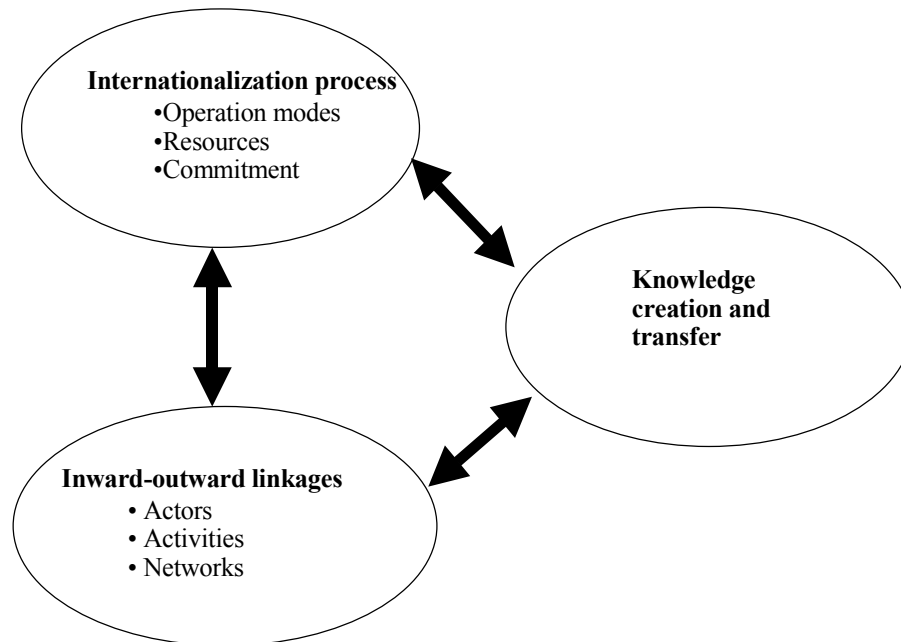 Internationalization process
•Operation modes
•Resources
•Commitment
Knowledge
creation and
transfer
Inward-outward linkages
• Actors
• Activities
• Networks